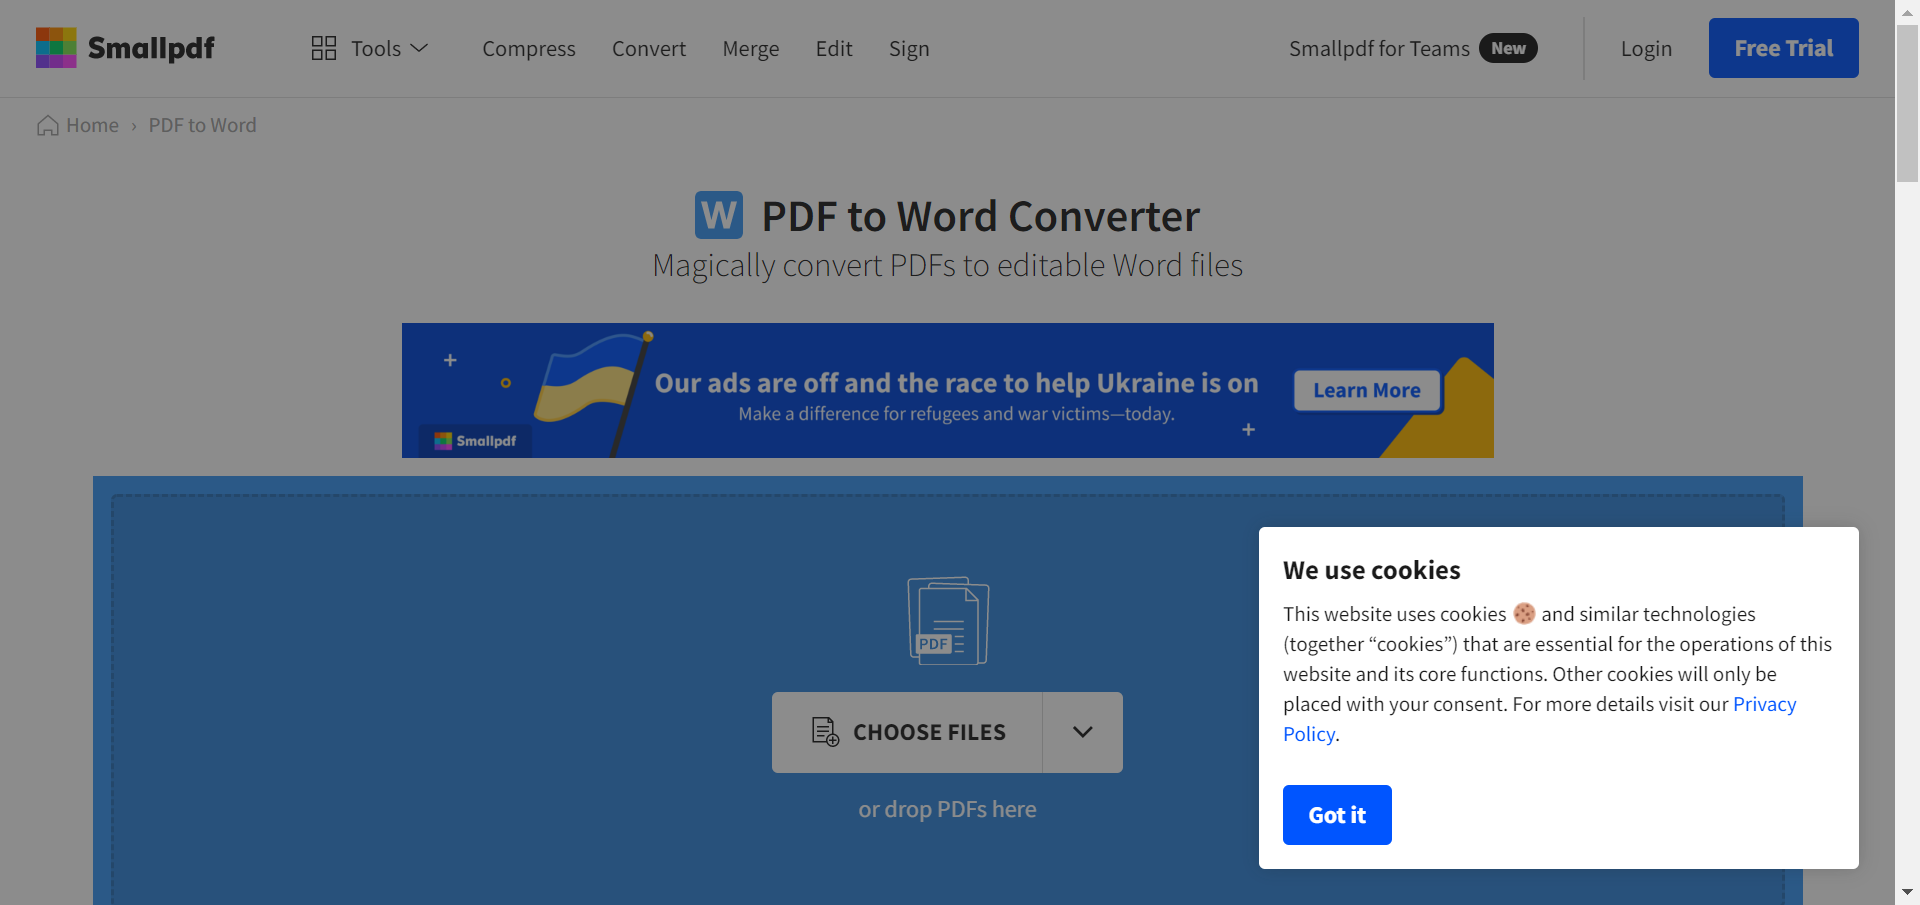 Smallpdf
Tools
Compress
Convert
Merge
Edit
Sign
Smallpdf for Teams New
Login
Free Trial
Home › PDF to Word
W PDF to Word Converter
Magically convert PDFs to editable Word files
Our ads are off and the race to help Ukraine is on
Make a difference for refugees and war victims—today.
Learn More
Smallpdf
PDF
CHOOSE FILES
or drop PDFs here
We use cookies
This website uses cookies 🍪 and similar technologies
(together “cookies”) that are essential for the operations of this
website and its core functions. Other cookies will only be
placed with your consent. For more details visit our Privacy
Policy.
Got it